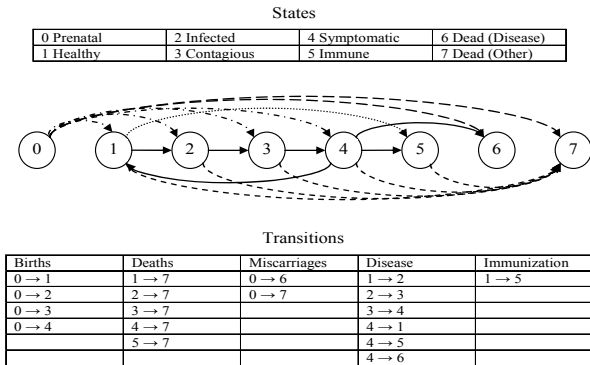 States
0 Prenatal 2 Infected 4 Symptomatic 6 Dead (Disease)
1 Healthy 3 Contagious 5 Immune 7 Dead (Other)
0 1 2 3 4 5 6 7
Transitions
Births Deaths Miscarriages Disease Immunization
0 → 1 1 → 7 0 → 6 1 → 2 1 → 5
0 → 2 2 → 7 0 → 7 2 → 3
0 → 3 3 → 7 3 → 4
0 → 4 4 → 7 4 → 1
5 → 7 4 → 5
4 → 6